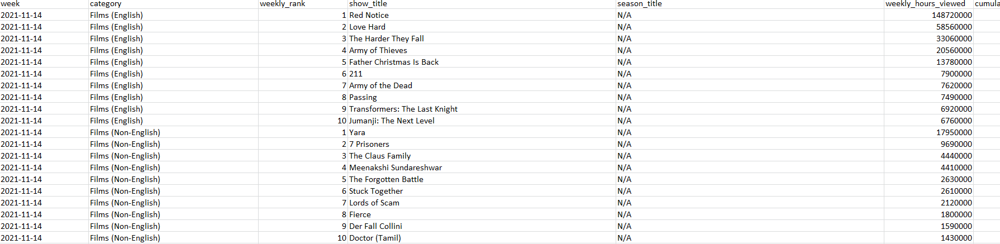 week category weekly_rank show_title season_title weekly_hours_viewed cumula
2021-11-14 Films (English) 1 Red Notice N/A 148720000
2021-11-14 Films (English) 2 Love Hard N/A 58560000
2021-11-14 Films (English) 3 The Harder They Fall N/A 33060000
2021-11-14 Films (English) 4 Army of Thieves N/A 20560000
2021-11-14 Films (English) 5 Father Christmas Is Back N/A 13780000
2021-11-14 Films (English) 6 211 N/A 7900000
2021-11-14 Films (English) 7 Army of the Dead N/A 7620000
2021-11-14 Films (English) 8 Passing N/A 7490000
2021-11-14 Films (English) 9 Transformers: The Last Knight N/A 6920000
2021-11-14 Films (English) 10 Jumanji: The Next Level N/A 6760000
2021-11-14 Films (Non-English) 1 Yara N/A 17950000
2021-11-14 Films (Non-English) 2 7 Prisoners N/A 9690000
2021-11-14 Films (Non-English) 3 The Claus Family N/A 4440000
2021-11-14 Films (Non-English) 4 Meenakshi Sundareshwar N/A 4410000
2021-11-14 Films (Non-English) 5 The Forgotten Battle N/A 2630000
2021-11-14 Films (Non-English) 6 Stuck Together N/A 2610000
2021-11-14 Films (Non-English) 7 Lords of Scam N/A 2120000
2021-11-14 Films (Non-English) 8 Fierce N/A 1800000
2021-11-14 Films (Non-English) 9 Der Fall Collini N/A 1590000
2021-11-14 Films (Non-English) 10 Doctor (Tamil) N/A 1430000